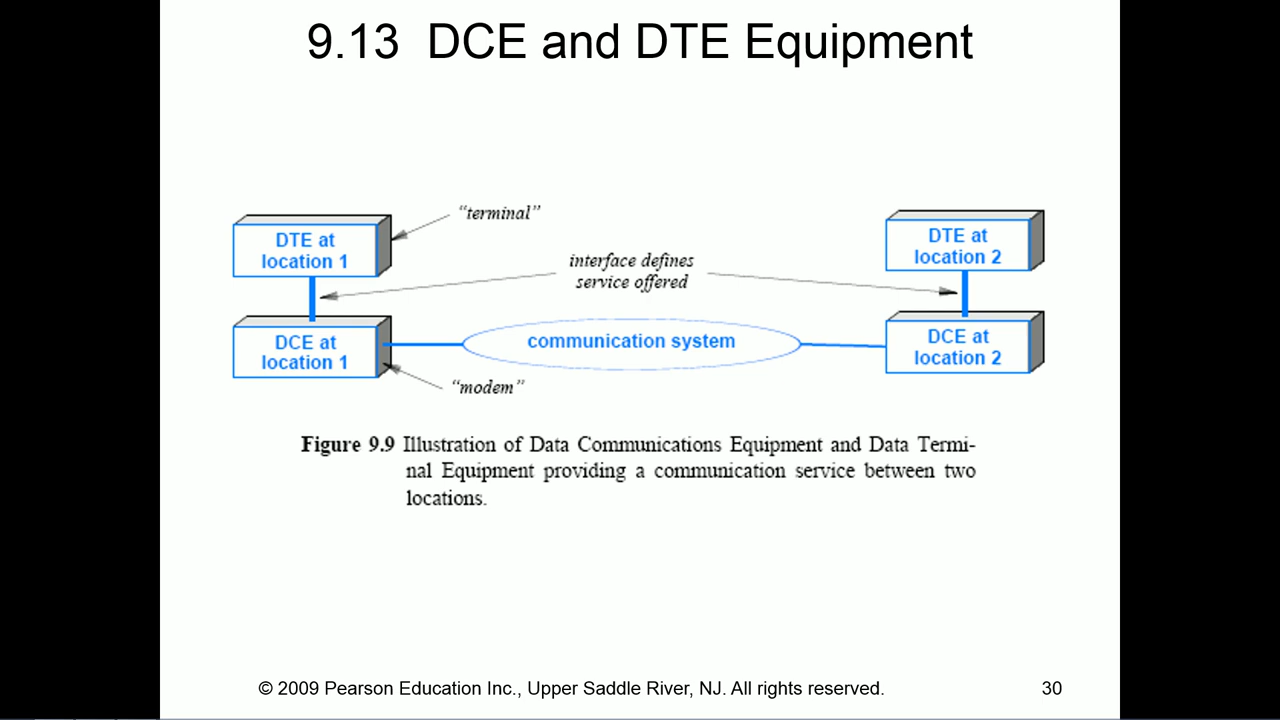 9.13 DCE and DTE Equipment
“terminal”
DTE at
location 1
DTE at
location 2
interface defines
service offered
DCE at
location 1
communication system
DCE at
location 2
“modem”
Figure 9.9 Illustration of Data Communications Equipment and Data Termi-
nal Equipment providing a communication service between two
locations.
© 2009 Pearson Education Inc., Upper Saddle River, NJ. All rights reserved.
30